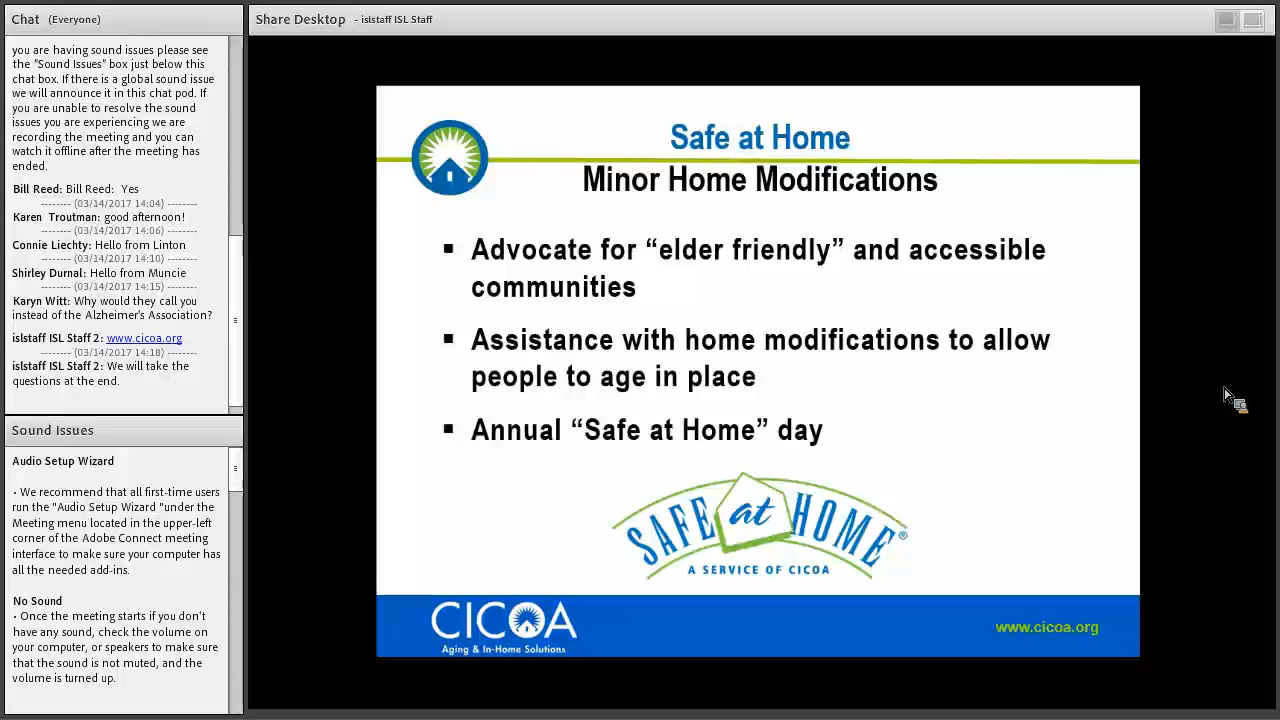 Chat (Everyone)
you are having sound issues please see
the “Sound Issues” box just below this
chat box. If there is a global sound issue
we will announce it in this chat pod. If
you are unable to resolve the sound
issues you are experiencing we are
recording the meeting and you can
watch it offline after the meeting has
ended.
Bill Reed: Bill Reed: Yes
-------- (03/14/2017 14:04) --------
Karen Troutman: good afternoon!
-------- (03/14/2017 14:06) --------
Connie Liechty: Hello from Linton
-------- (03/14/2017 14:10) --------
Shirley Durnal: Hello from Muncie
-------- (03/14/2017 14:15) --------
Karyn Witt: Why would they call you
instead of the Alzheimer's Association?
islstaff ISL Staff 2: www.cicoa.org
-------- (03/14/2017 14:18) --------
islstaff ISL Staff 2: We will take the
questions at the end.
Sound Issues
Audio Setup Wizard
• We recommend that all first-time users
run the "Audio Setup Wizard "under the
Meeting menu located in the upper-left
corner of the Adobe Connect meeting
interface to make sure your computer has
all the needed add-ins.
No Sound
• Once the meeting starts if you don't
have any sound, check the volume on
your computer, or speakers to make sure
that the sound is not muted, and the
volume is turned up.
Share Desktop - islstaff ISL Staff
Safe at Home
Minor Home Modifications
▪ Advocate for “elder friendly” and accessible
communities
▪ Assistance with home modifications to allow
people to age in place
▪ Annual “Safe at Home” day
SAFE at HOME®
A SERVICE OF CICOA
CICOA
Aging & In-Home Solutions
www.cicoa.org